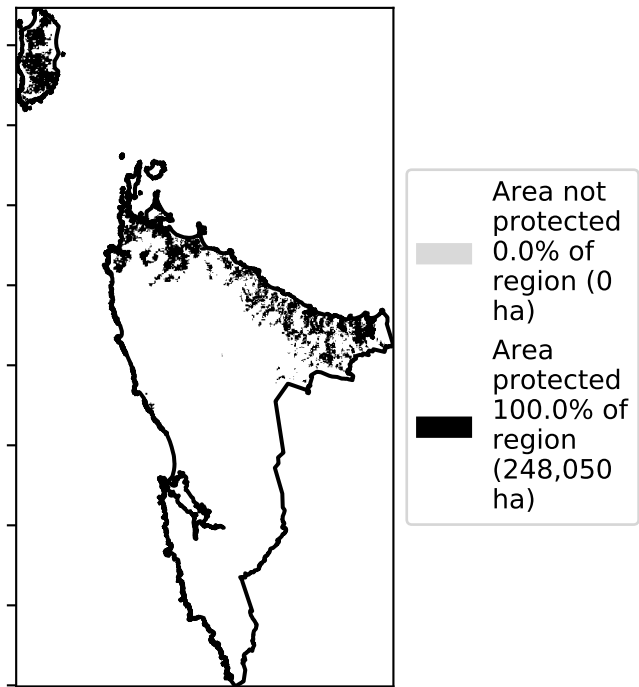 Area not
protected
0.0% of
region (0
ha)
Area
protected
100.0% of
region
(248,050
ha)